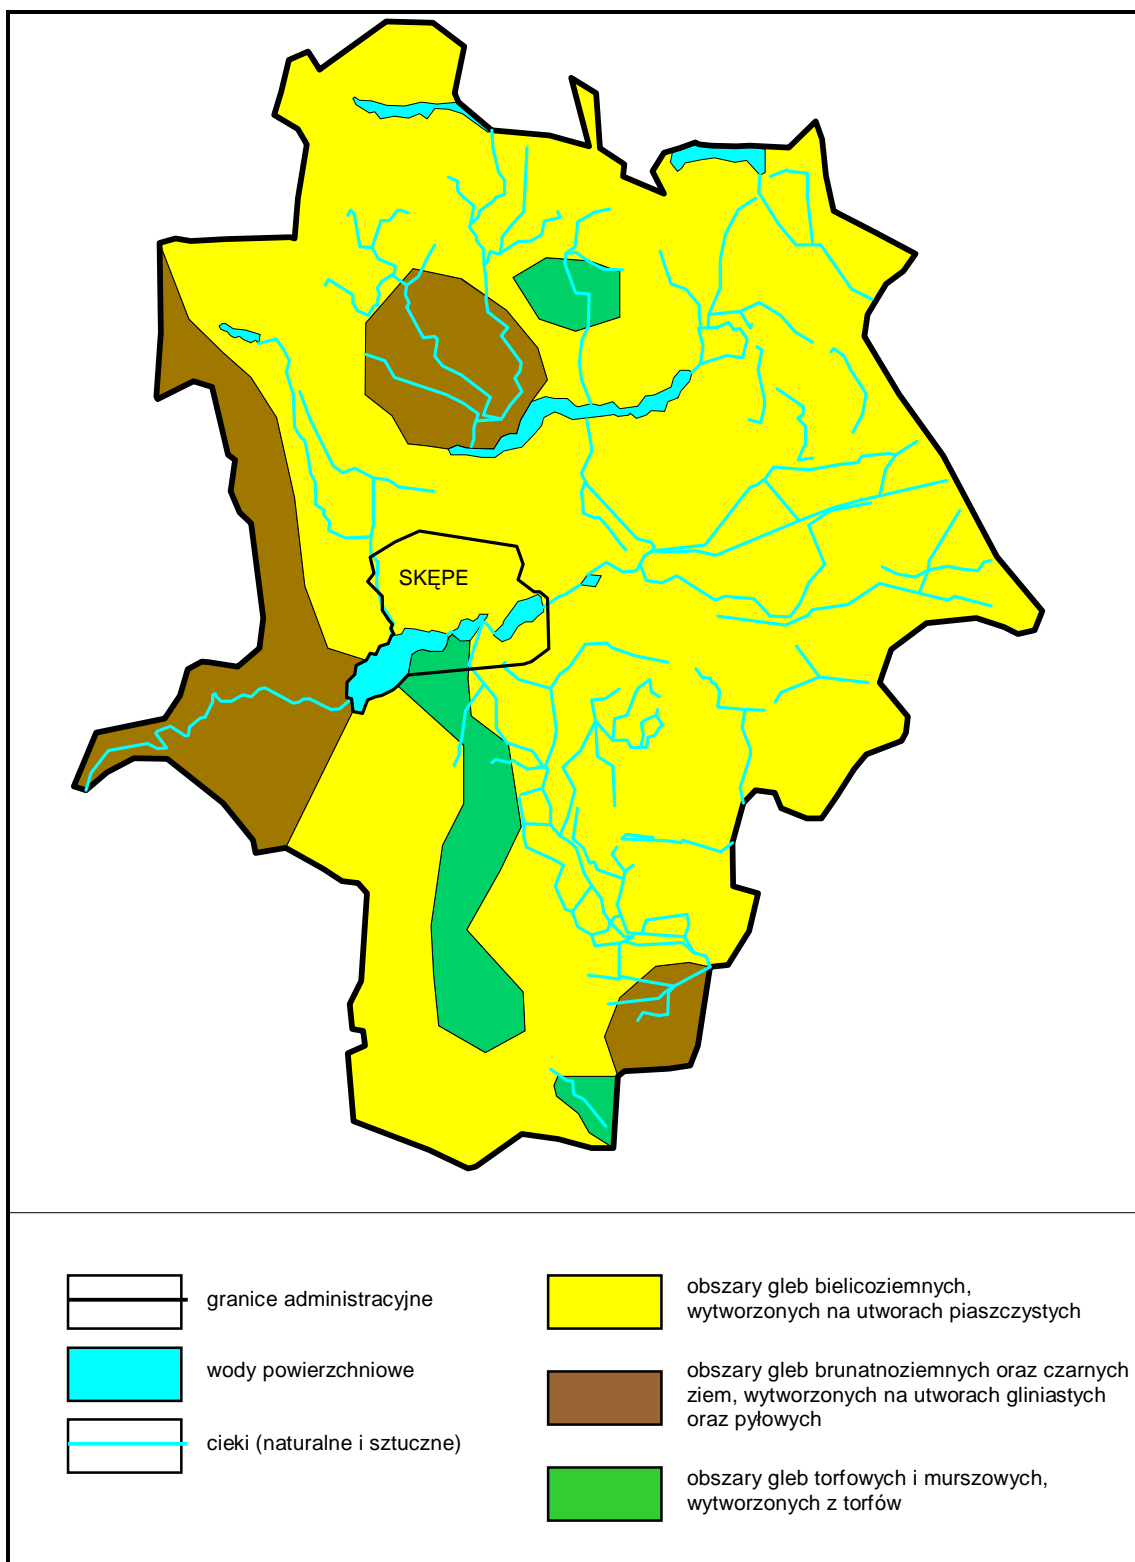 SKĘPE
granice administracyjne
wody powierzchniowe
cieki (naturalne i sztuczne)
obszary gleb bielicoziemnych,
wytworzonych na utworach piaszczystych
obszary gleb brunatnoziemnych oraz czarnych
ziem, wytworzonych na utworach gliniastych
oraz pyłowych
obszary gleb torfowych i murszowych,
wytworzonych z torfów